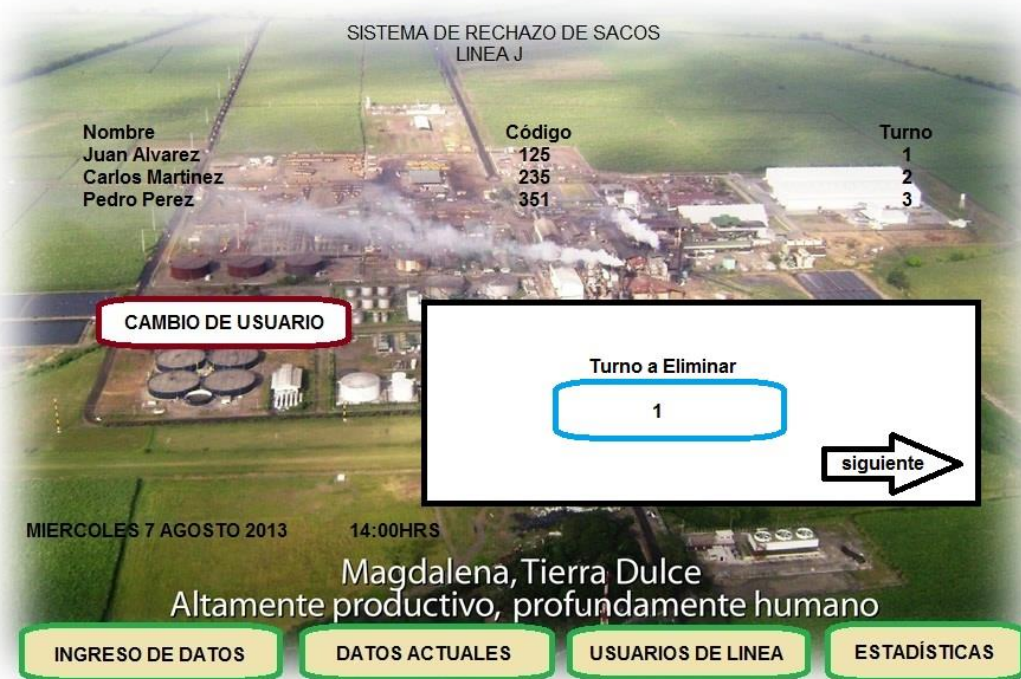 SISTEMA DE RECHAZO DE SACOS
LINEA J
Nombre Código Turno
Juan Alvarez 125 1
Carlos Martinez 235 2
Pedro Perez 351 3
CAMBIO DE USUARIO
Turno a Eliminar
1
siguiente
MIERCOLES 7 AGOSTO 2013 14:00HRS
Magdalena, Tierra Dulce
Altamente productivo, profundamente humano
INGRESO DE DATOS DATOS ACTUALES USUARIOS DE LINEA ESTADÍSTICAS